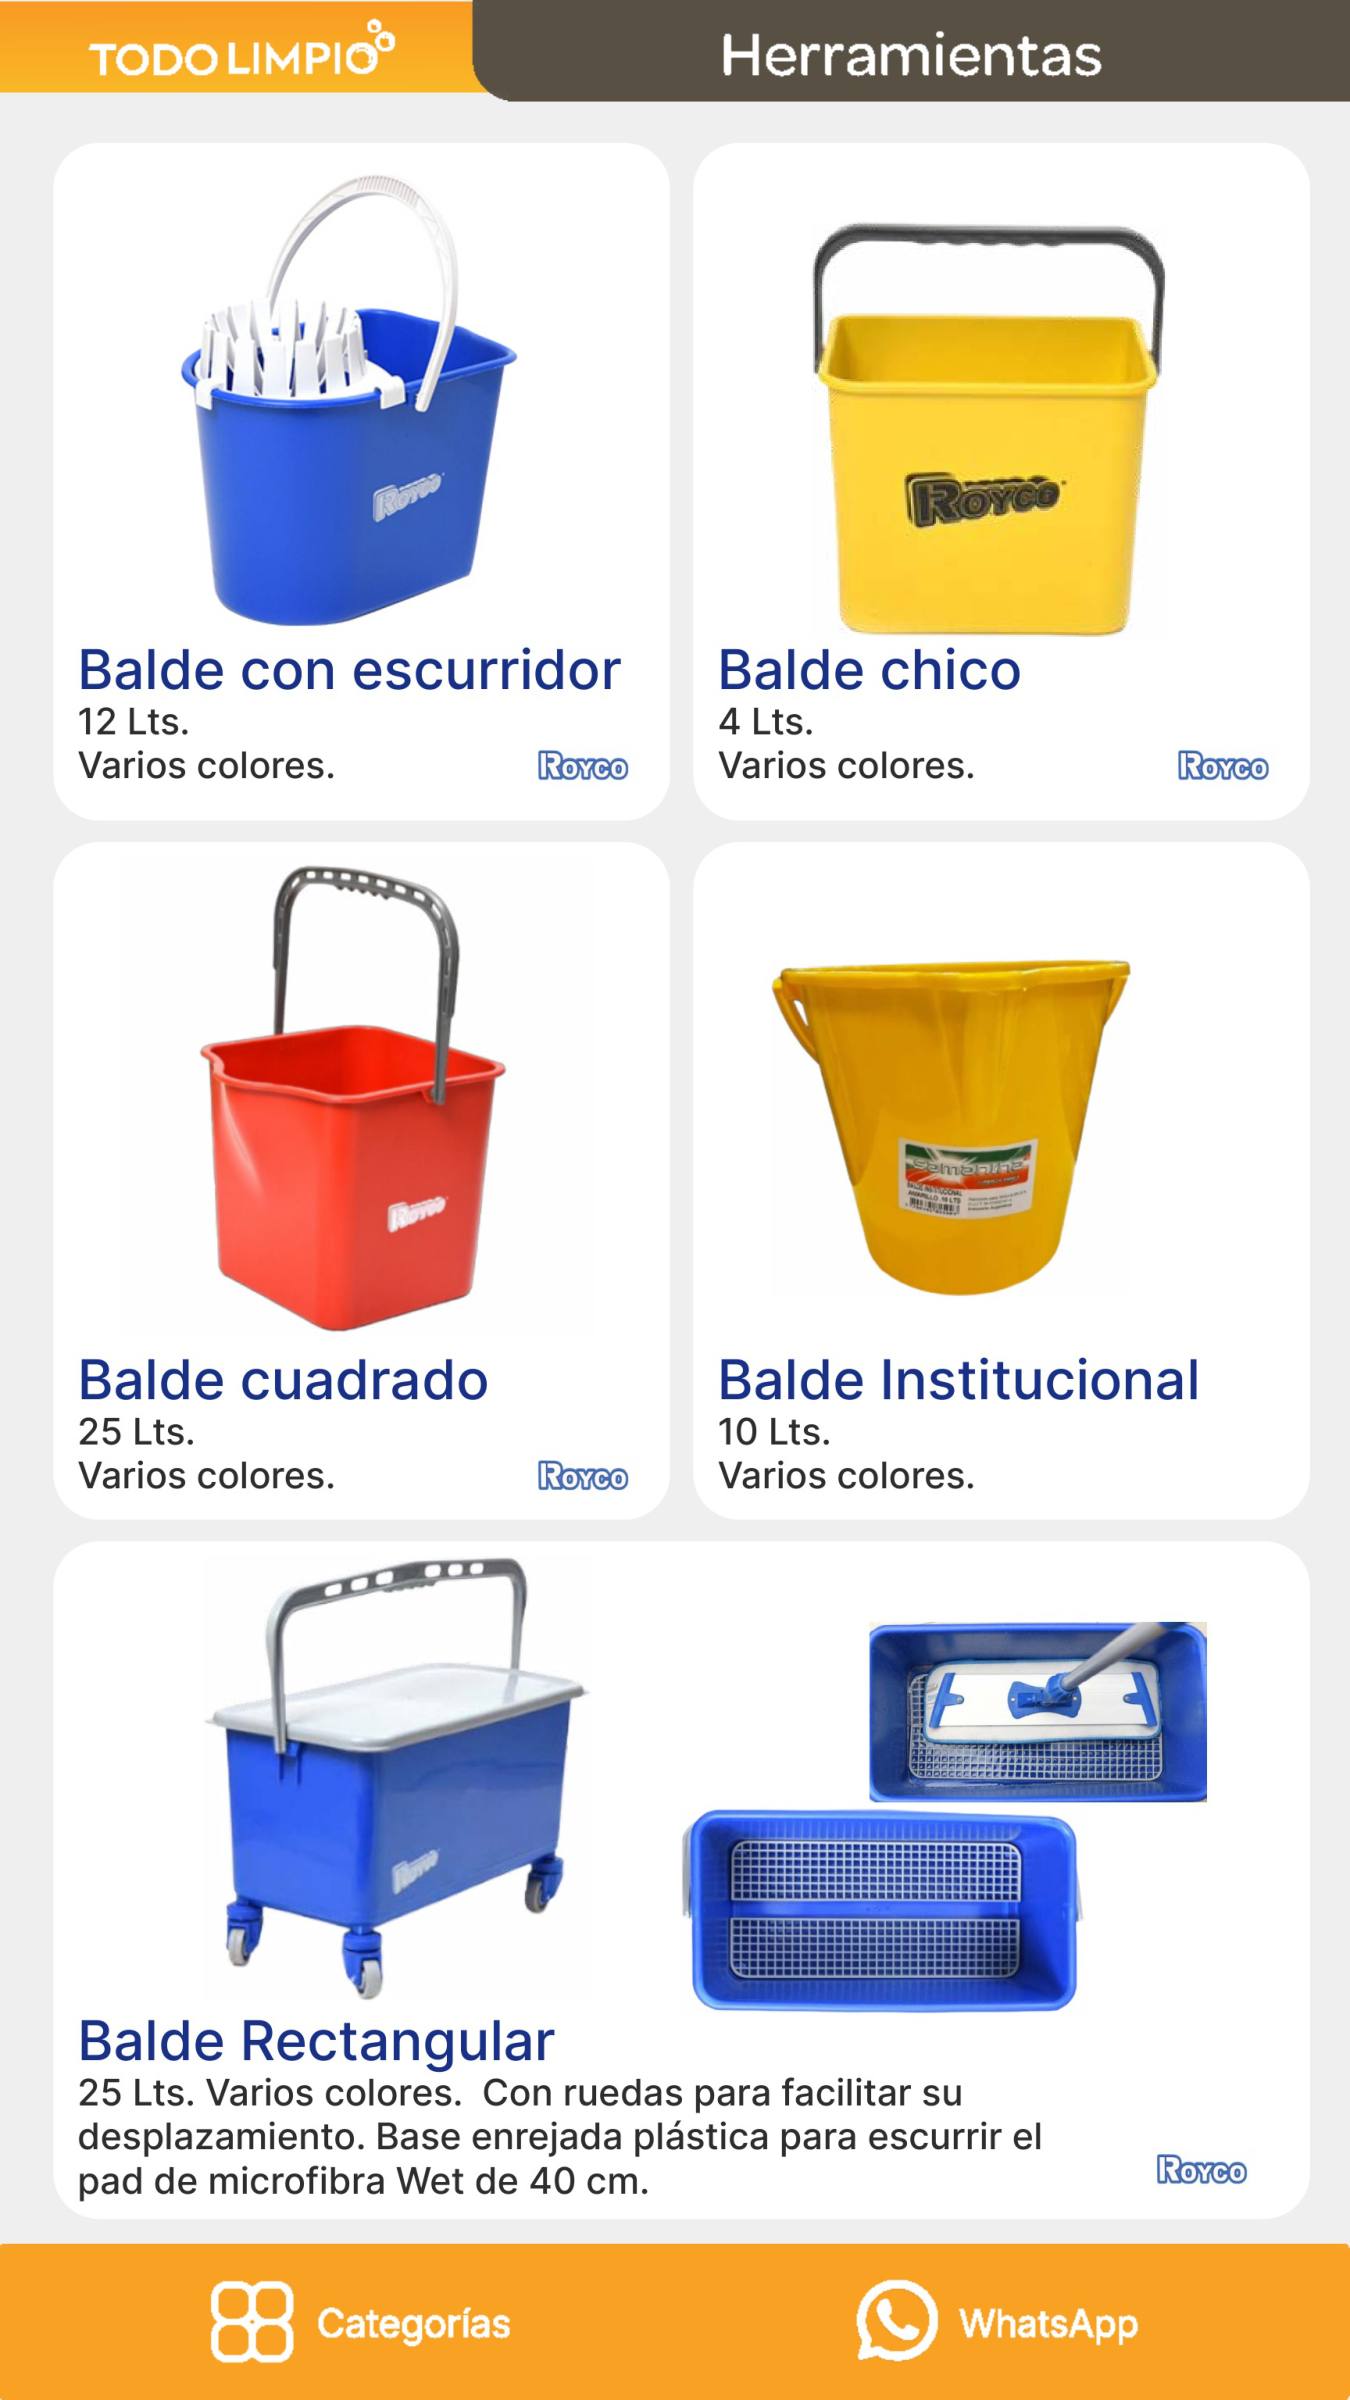 TODO LIMPIO
Herramientas
Royco
Royco
Balde con escurridor
12 Lts.
Varios colores.
Royco
Balde chico
4 Lts.
Varios colores.
Royco
Royco
BALDE INSTITUCIONAL
AMARILLO
Balde cuadrado
25 Lts.
Varios colores.
Royco
Balde Institucional
10 Lts.
Varios colores.
Royco
Balde Rectangular
25 Lts. Varios colores.  Con ruedas para facilitar su
desplazamiento. Base enrejada plástica para escurrir el
pad de microfibra Wet de 40 cm.
Royco
Categorías
WhatsApp